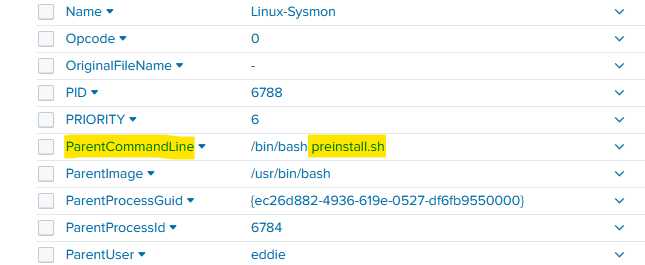 Name Linux-Sysmon
Opcode 0
OriginalFileName -
PID 6788
PRIORITY 6
ParentCommandLine /bin/bash preinstall.sh
ParentImage /usr/bin/bash
ParentProcessGuid {ec26d882-4936-619e-0527-df6fb9550000}
ParentProcessId 6784
ParentUser eddie